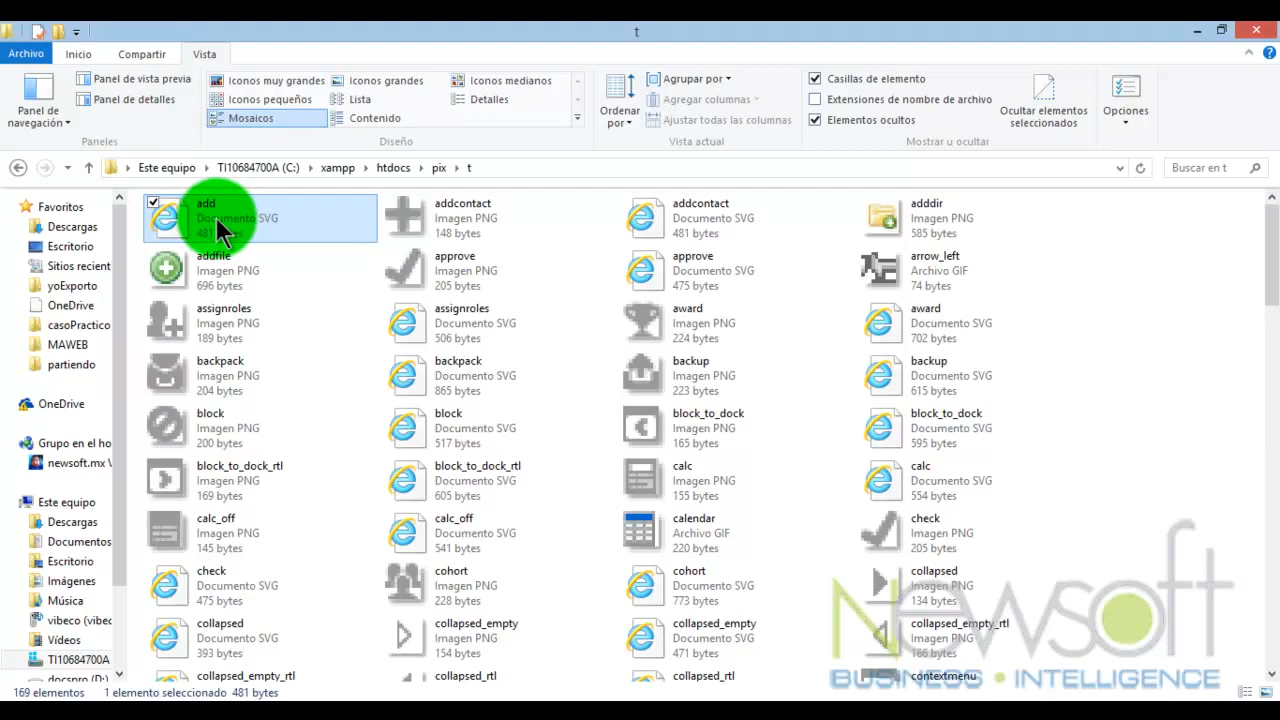 t
Archivo Inicio Compartir Vista
Panel de navegación
Panel de vista previa
Panel de detalles
Paneles
Iconos muy grandes Iconos grandes Iconos medianos
Iconos pequeños Lista Detalles
Mosaicos Contenido
Diseño
Ordenar por
Agrupar por
Agregar columnas
Ajustar todas las columnas
Vista actual
Casillas de elemento
Extensiones de nombre de archivo
Elementos ocultos
Ocultar elementos seleccionados
Mostrar u ocultar
Opciones
Este equipo TI10684700A (C:) xampp htdocs pix t
Buscar en t
Favoritos
Descargas
Escritorio
Sitios recient
yoExporto
OneDrive
casoPractico
MAWEB
partiendo
OneDrive
Grupo en el ho
newsoft.mx
Este equipo
Descargas
Documentos
Escritorio
Imágenes
Música
vibeco (vibec
Vídeos
TI10684700A
docspro (D:)
add addcontact addcontact adddir
Documento SVG Imagen PNG Documento SVG Imagen PNG
481 bytes 148 bytes 481 bytes 585 bytes
addfile approve approve arrow_left
Imagen PNG Imagen PNG Documento SVG Archivo GIF
696 bytes 205 bytes 475 bytes 74 bytes
assignroles assignroles award award
Imagen PNG Documento SVG Imagen PNG Documento SVG
189 bytes 506 bytes 224 bytes 702 bytes
backpack backpack backup backup
Imagen PNG Documento SVG Imagen PNG Documento SVG
204 bytes 865 bytes 223 bytes 615 bytes
block block block_to_dock block_to_dock
Imagen PNG Documento SVG Imagen PNG Documento SVG
200 bytes 517 bytes 165 bytes 595 bytes
block_to_dock_rtl block_to_dock_rtl calc calc
Imagen PNG Documento SVG Imagen PNG Documento SVG
169 bytes 605 bytes 155 bytes 554 bytes
calc_off calc_off calendar check
Imagen PNG Documento SVG Archivo GIF Imagen PNG
145 bytes 541 bytes 220 bytes 205 bytes
check cohort cohort collapsed
Documento SVG Imagen PNG Documento SVG Imagen PNG
475 bytes 228 bytes 773 bytes 134 bytes
collapsed collapsed_empty collapsed_empty collapsed_empty_rtl
Documento SVG Imagen PNG Documento SVG Imagen PNG
393 bytes 154 bytes 471 bytes 166 bytes
collapsed_empty_rtl collapsed_rtl collapsed_rtl contextmenu
Newsoft
BUSINESS • INTELLIGENCE
169 elementos 1 elemento seleccionado 481 bytes